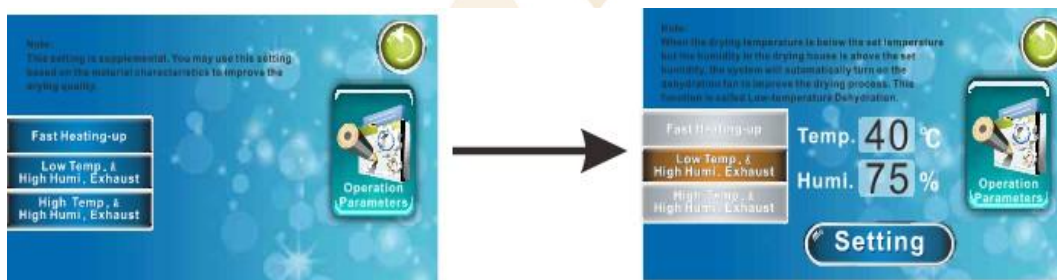 Note:
This setting is supplemental. You may use this setting
based on the material characteristics to improve the
drying quality.
Fast Heating-up
Low Temp. &
High Humi. Exhaust
High Temp. &
High Humi. Exhaust
Operation
Parameters
Note:
When the drying temperature is below the set temperature
but the humidity in the drying house is above the set
humidity, the system will automatically turn on the
dehydration fan to improve the drying process. This
function is called Low-temperature Dehydration.
Fast Heating-up
Low Temp. &
High Humi. Exhaust
High Temp. &
High Humi. Exhaust
Temp. 40 °C
Humi. 75 %
Operation
Parameters
Setting